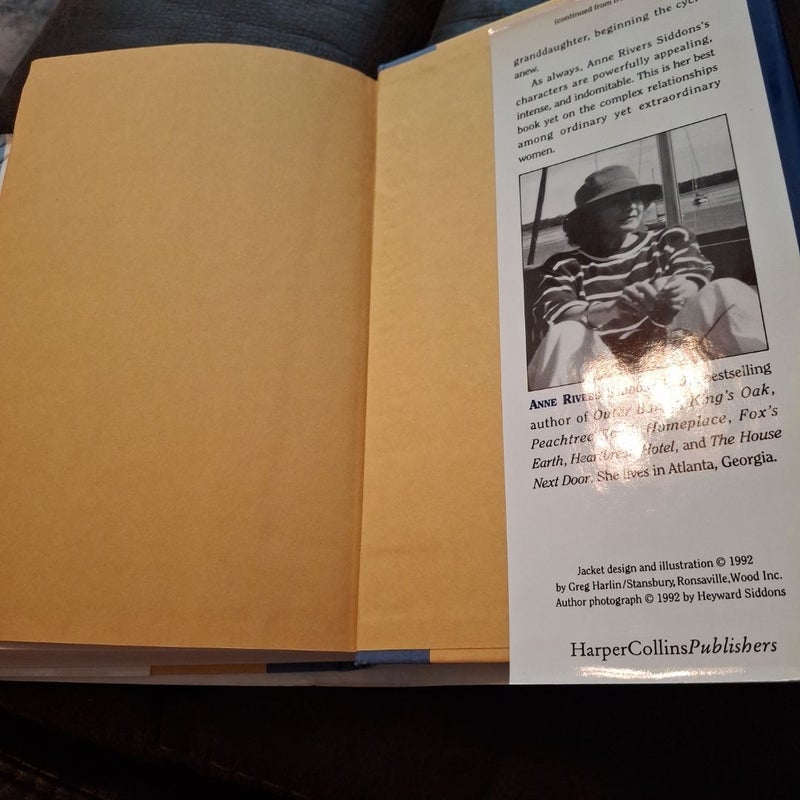 (continued from
granddaughter, beginning the
anew.
As always, Anne Rivers Siddons's
characters are powerfully appealing,
intense, and indomitable. This is her best
book yet on the complex relationships
among ordinary yet extraordinary
women.
ANNE bestselling
author of Outer King's Oak,
Homeplace, Fox's
Earth, Hotel, and The House
Next Door. She lives in Atlanta, Georgia.
Jacket design and illustration © 1992
by Greg Harlin/Stansbury, Ronsaville, Wood Inc.
Author photograph © 1992 by Heyward Siddons
HarperCollinsPublishers